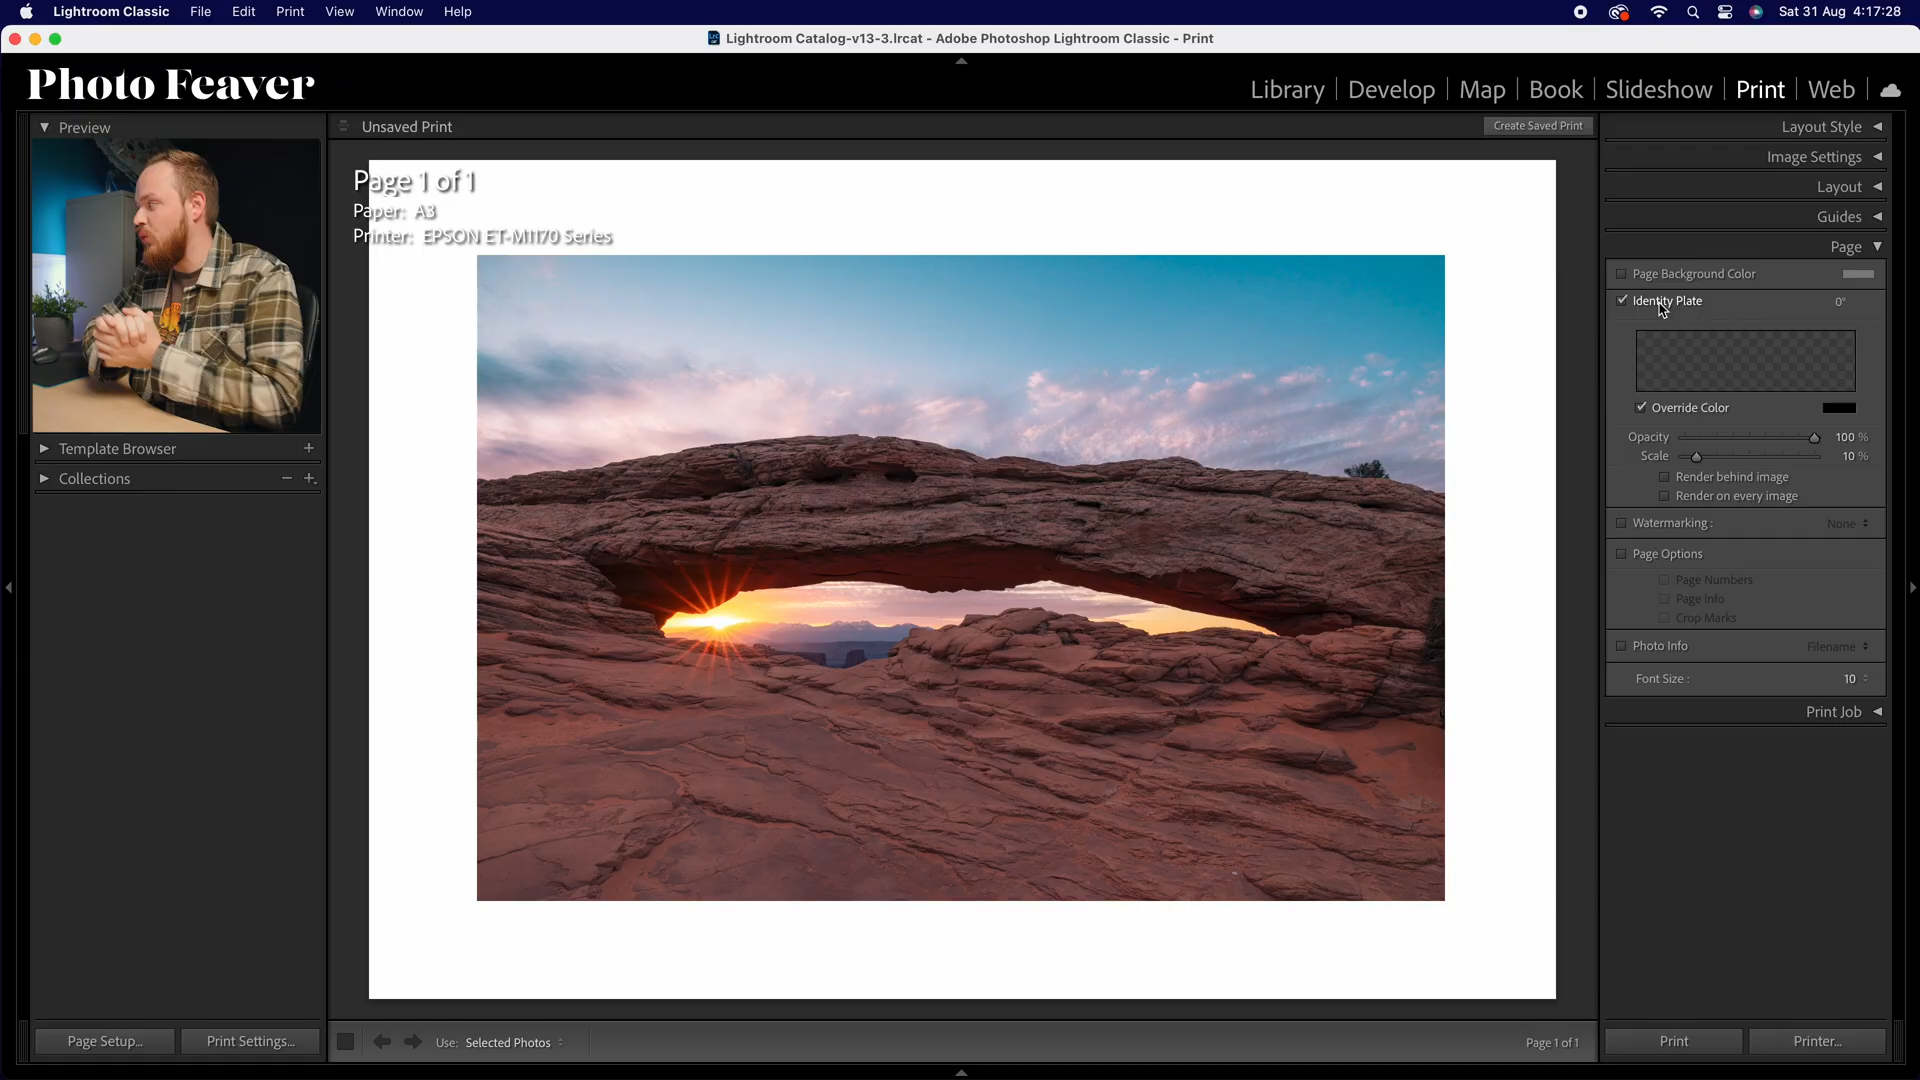 Lightroom Classic File Edit Print View Window Help Sat 31 Aug 4:17:28
Lightroom Catalog-v13-3.lrcat - Adobe Photoshop Lightroom Classic - Print
Photo Feaver
Library Develop Map Book Slideshow Print Web
Preview
Unsaved Print
Create Saved Print
Page 1 of 1
Paper: A3
Printer: EPSON ET-M1170 Series
Template Browser
Collections
Layout Style
Image Settings
Layout
Guides
Page
Page Background Color
Identity Plate 0°
Override Color
Opacity 100 %
Scale 10 %
Render behind image
Render on every image
Watermarking : None
Page Options
Page Numbers
Page Info
Crop Marks
Photo Info Filename
Font Size : 10
Print Job
Page Setup... Print Settings...
Use: Selected Photos
Page 1 of 1
Print Printer...